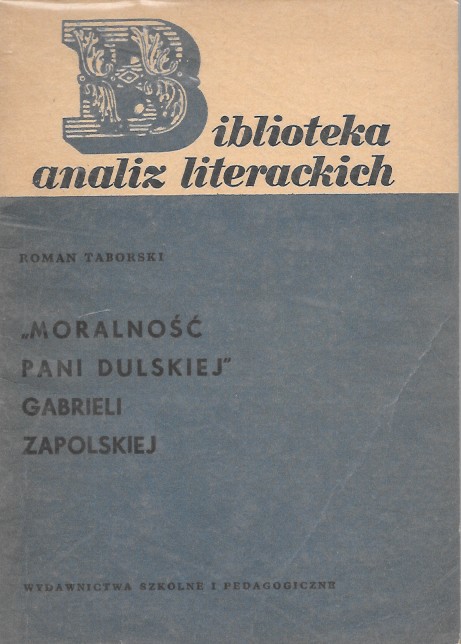 Biblioteka
analiz literackich
ROMAN TABORSKI
„MORALNOŚĆ
PANI DULSKIEJ”
GABRIELI
ZAPOLSKIEJ
WYDAWNICTWA SZKOLNE I PEDAGOGICZNE